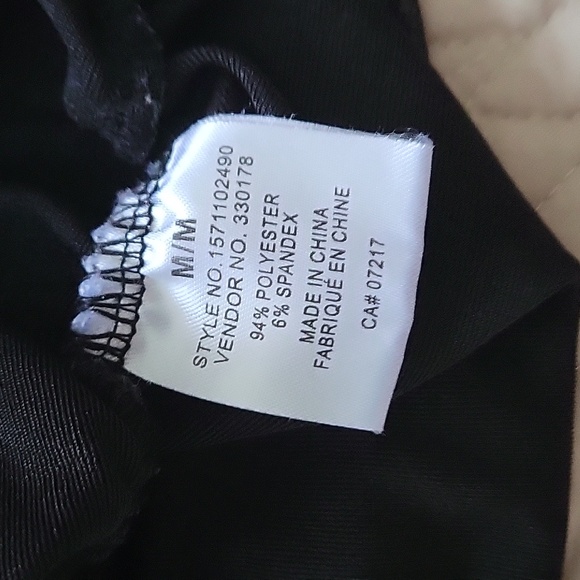 M/M
STYLE NO.1571102490
VENDOR NO. 330178
94% POLYESTER
6% SPANDEX
MADE IN CHINA
FABRIQUÉ EN CHINE
CA# 07217